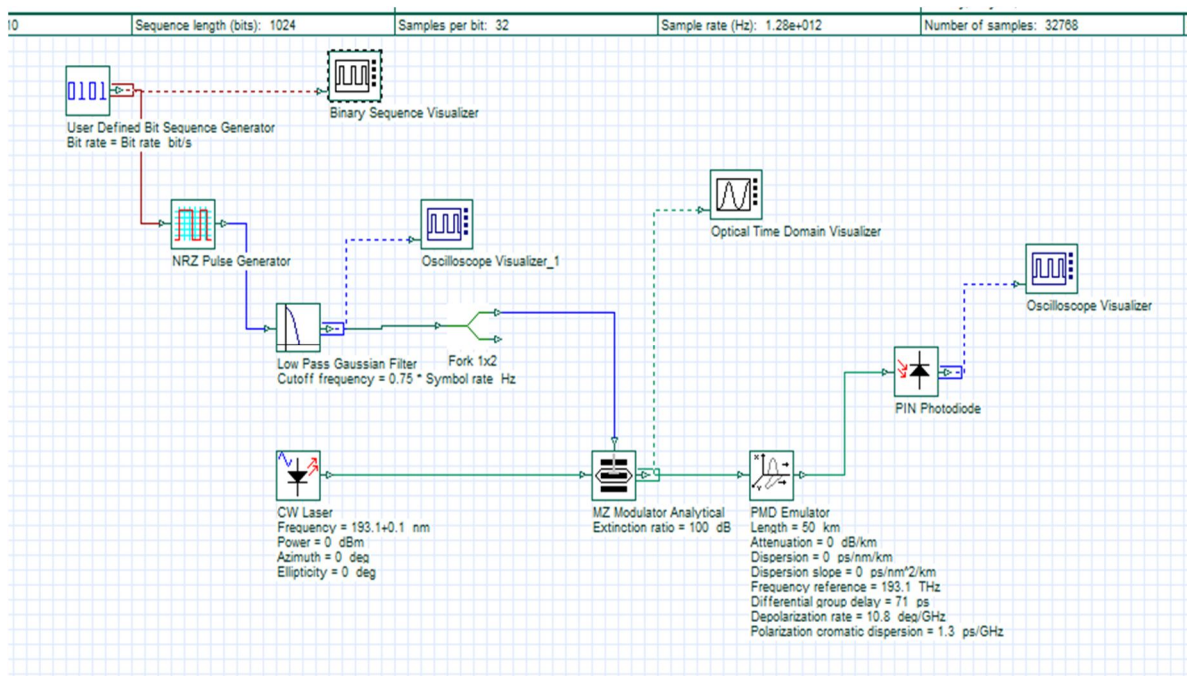 0
Sequence length (bits): 1024
Samples per bit: 32
Sample rate (Hz): 1.28e+012
Number of samples: 32768
0101
Binary Sequence Visualizer
User Defined Bit Sequence Generator
Bit rate = Bit rate bit/s
NRZ Pulse Generator
Oscilloscope Visualizer_1
Optical Time Domain Visualizer
Oscilloscope Visualizer
Low Pass Gaussian Filter
Cutoff frequency = 0.75 * Symbol rate Hz
Fork 1x2
PIN Photodiode
CW Laser
Frequency = 193.1+0.1 nm
Power = 0 dBm
Azimuth = 0 deg
Ellipticity = 0 deg
MZ Modulator Analytical
Extinction ratio = 100 dB
X
Y
PMD Emulator
Length = 50 km
Attenuation = 0 dB/km
Dispersion = 0 ps/nm/km
Dispersion slope = 0 ps/nm^2/km
Frequency reference = 193.1 THz
Differential group delay = 71 ps
Depolarization rate = 10.8 deg/GHz
Polarization cromatic dispersion = 1.3 ps/GHz